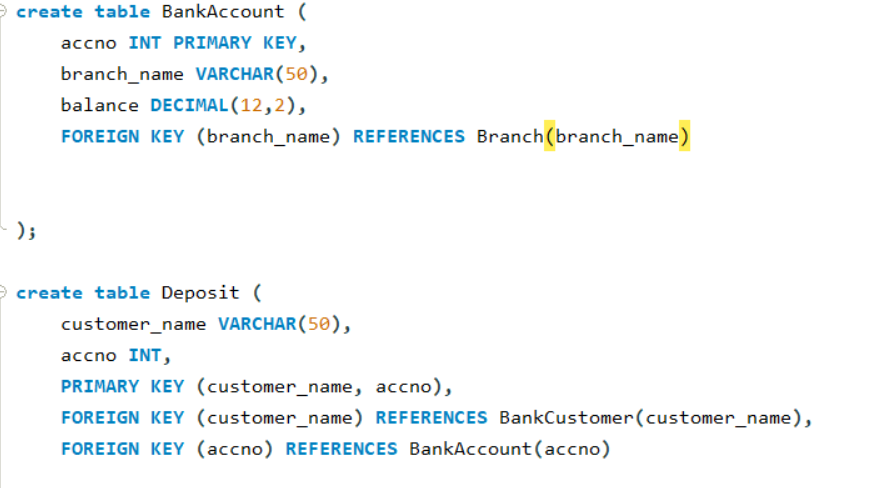 create table BankAccount (
accno INT PRIMARY KEY,
branch_name VARCHAR(50),
balance DECIMAL(12,2),
FOREIGN KEY (branch_name) REFERENCES Branch(branch_name)
);
create table Deposit (
customer_name VARCHAR(50),
accno INT,
PRIMARY KEY (customer_name, accno),
FOREIGN KEY (customer_name) REFERENCES BankCustomer(customer_name),
FOREIGN KEY (accno) REFERENCES BankAccount(accno)